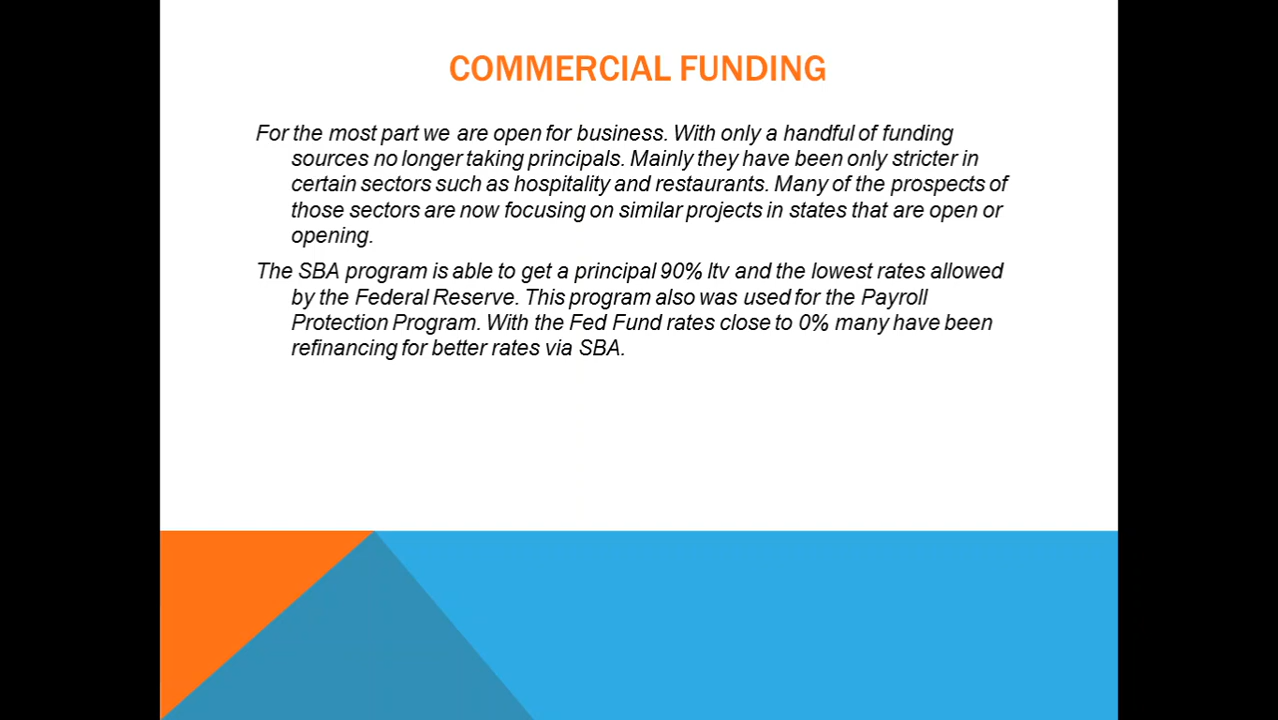 COMMERCIAL FUNDING
For the most part we are open for business. With only a handful of funding
sources no longer taking principals. Mainly they have been only stricter in
certain sectors such as hospitality and restaurants. Many of the prospects of
those sectors are now focusing on similar projects in states that are open or
opening.
The SBA program is able to get a principal 90% ltv and the lowest rates allowed
by the Federal Reserve. This program also was used for the Payroll
Protection Program. With the Fed Fund rates close to 0% many have been
refinancing for better rates via SBA.